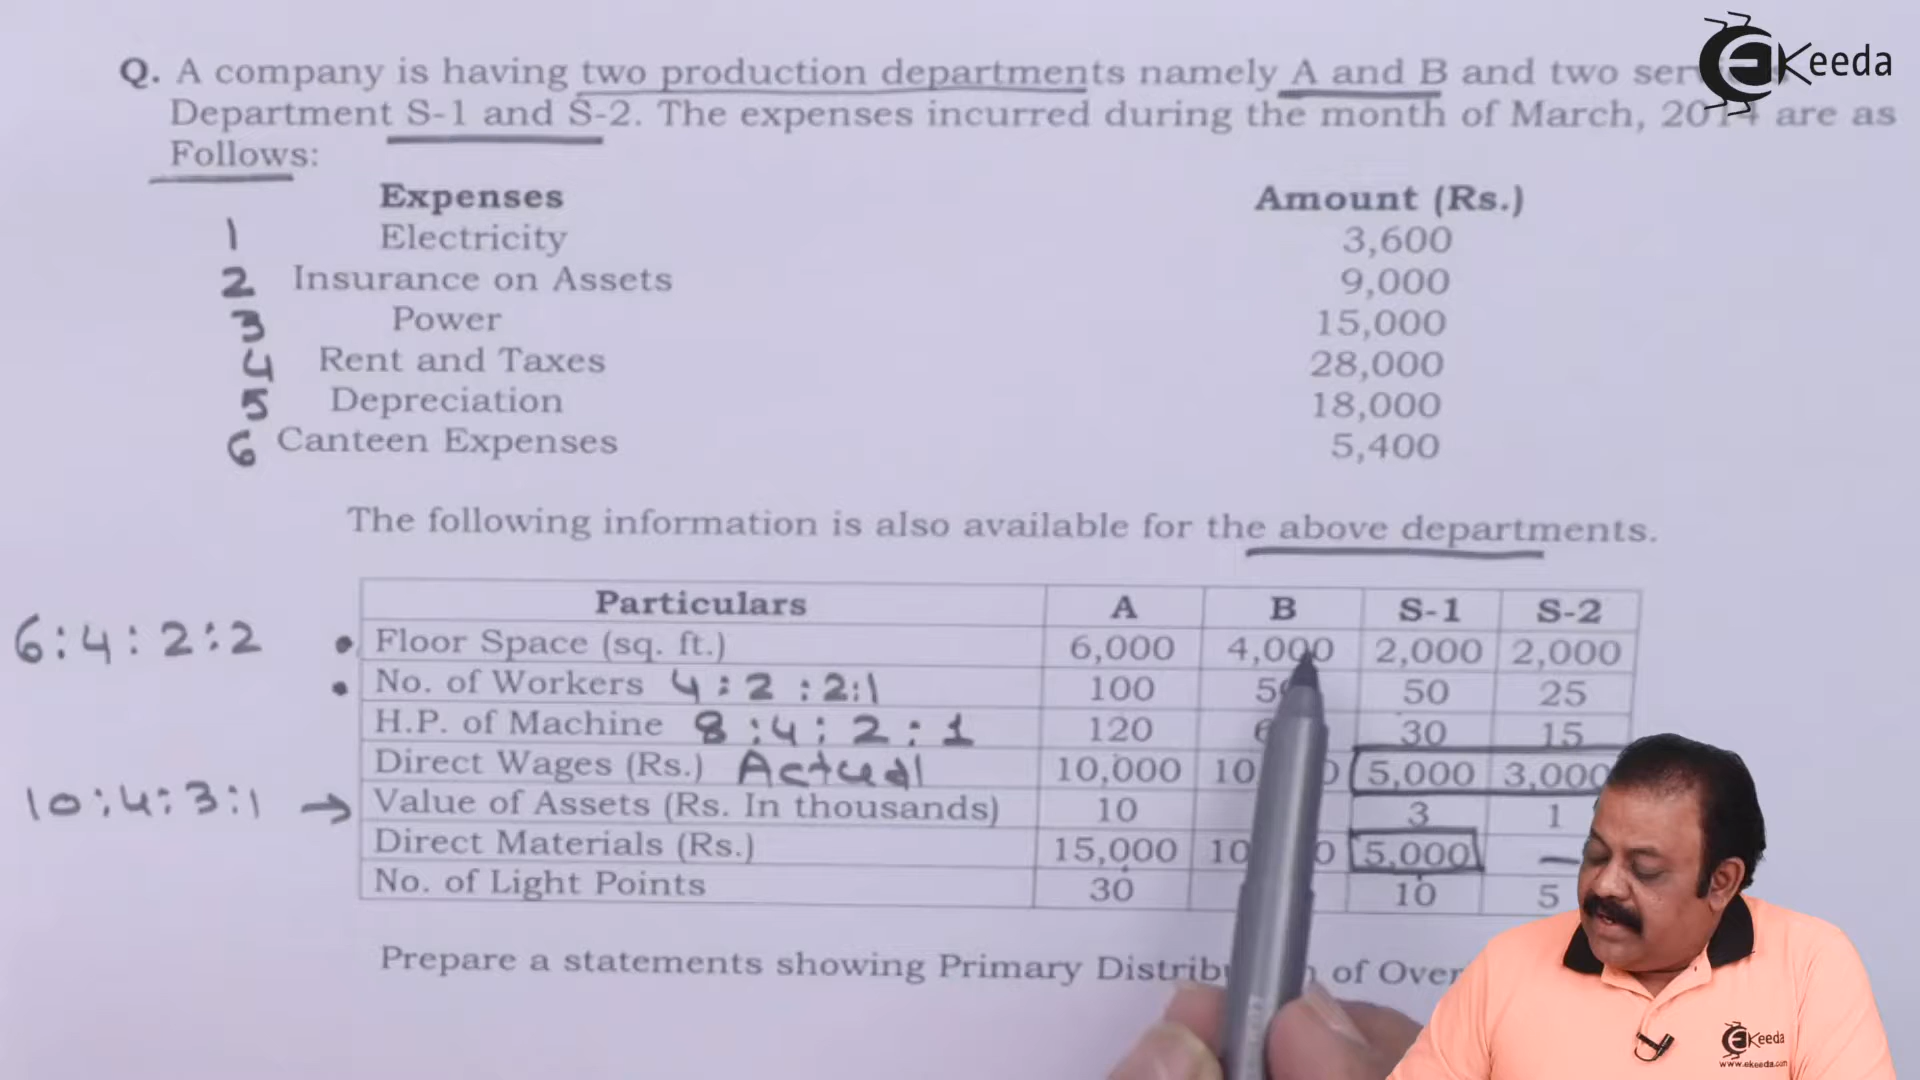 Keeda
Q. A company is having two production departments namely A and B and two
Department S-1 and S-2. The expenses incurred during the month of March, 2014 are as
Follows:
Expenses Amount (Rs.)
1 Electricity 3,600
2 Insurance on Assets 9,000
3 Power 15,000
4 Rent and Taxes 28,000
5 Depreciation 18,000
6 Canteen Expenses 5,400
The following information is also available for the above departments.
Particulars A B S-1 S-2
6:4:2:2 Floor Space (sq. ft.) 6,000 4,000 2,000 2,000
No. of Workers 4:2:2:1 100 50 25
H.P. of Machine 8:4:2:1 120 30 15
Direct Wages (Rs.) Actual 10,000 5,000 3,000
10:4:3:1 → Value of Assets (Rs. In thousands) 10 3 1
Direct Materials (Rs.) 15,000 5,000 —
No. of Light Points 30 10 5
Prepare a statements showing Primary of
Keeda
www.ekeeda.com